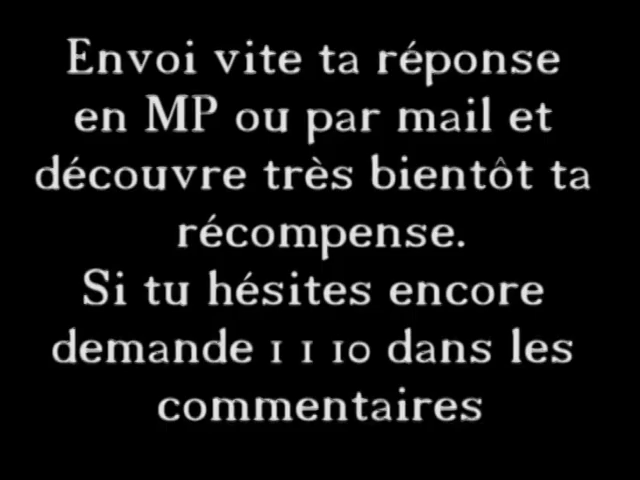 Envoi vite ta réponse
en MP ou par mail et
découvre très bientôt ta
récompense.
Si tu hésites encore
demande 1 1 10 dans les
commentaires